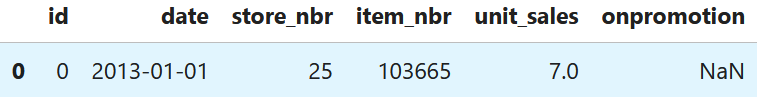 id date store_nbr item_nbr unit_sales onpromotion
0 0 2013-01-01 25 103665 7.0 NaN